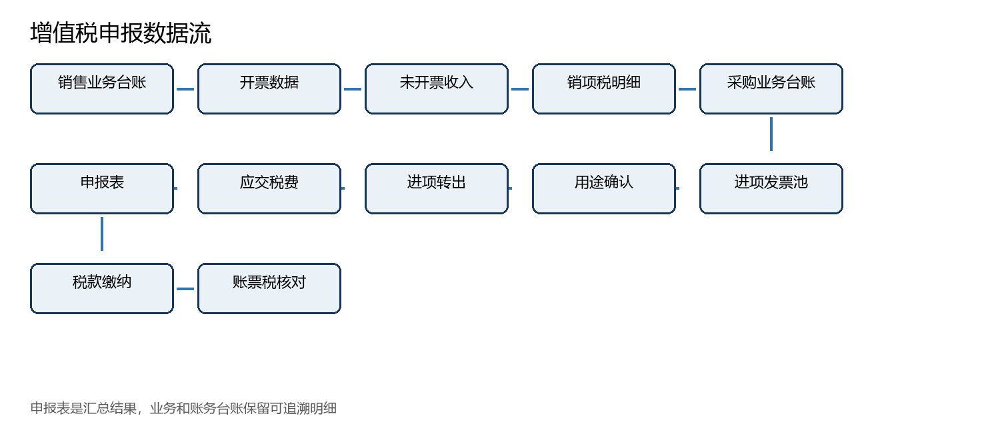 增值税申报数据流
销售业务台账
开票数据
未开票收入
销项税明细
采购业务台账
申报表
应交税费
进项转出
用途确认
进项发票池
税款缴纳
账票税核对
申报表是汇总结果，业务和账务台账保留可追溯明细